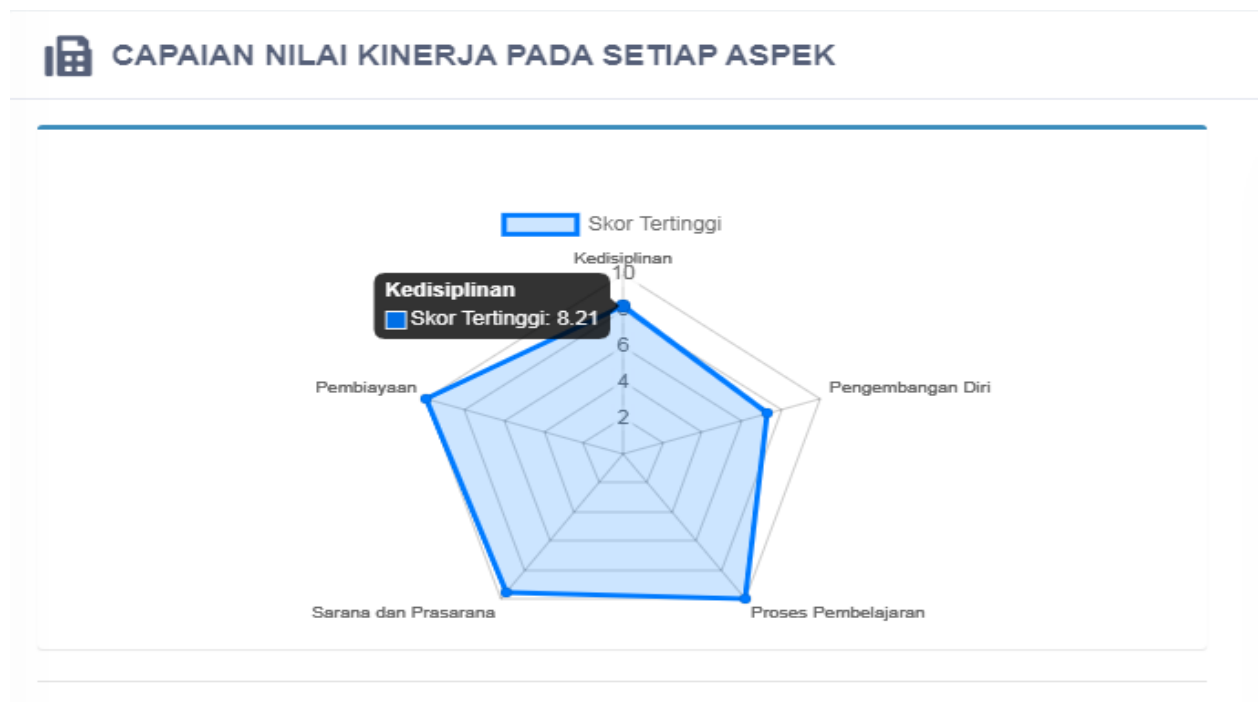 CAPAIAN NILAI KINERJA PADA SETIAP ASPEK
Skor Tertinggi
Kedisiplinan
10
Kedisiplinan
Skor Tertinggi: 8.21
6
4
2
Pembiayaan
Pengembangan Diri
Sarana dan Prasarana
Proses Pembelajaran